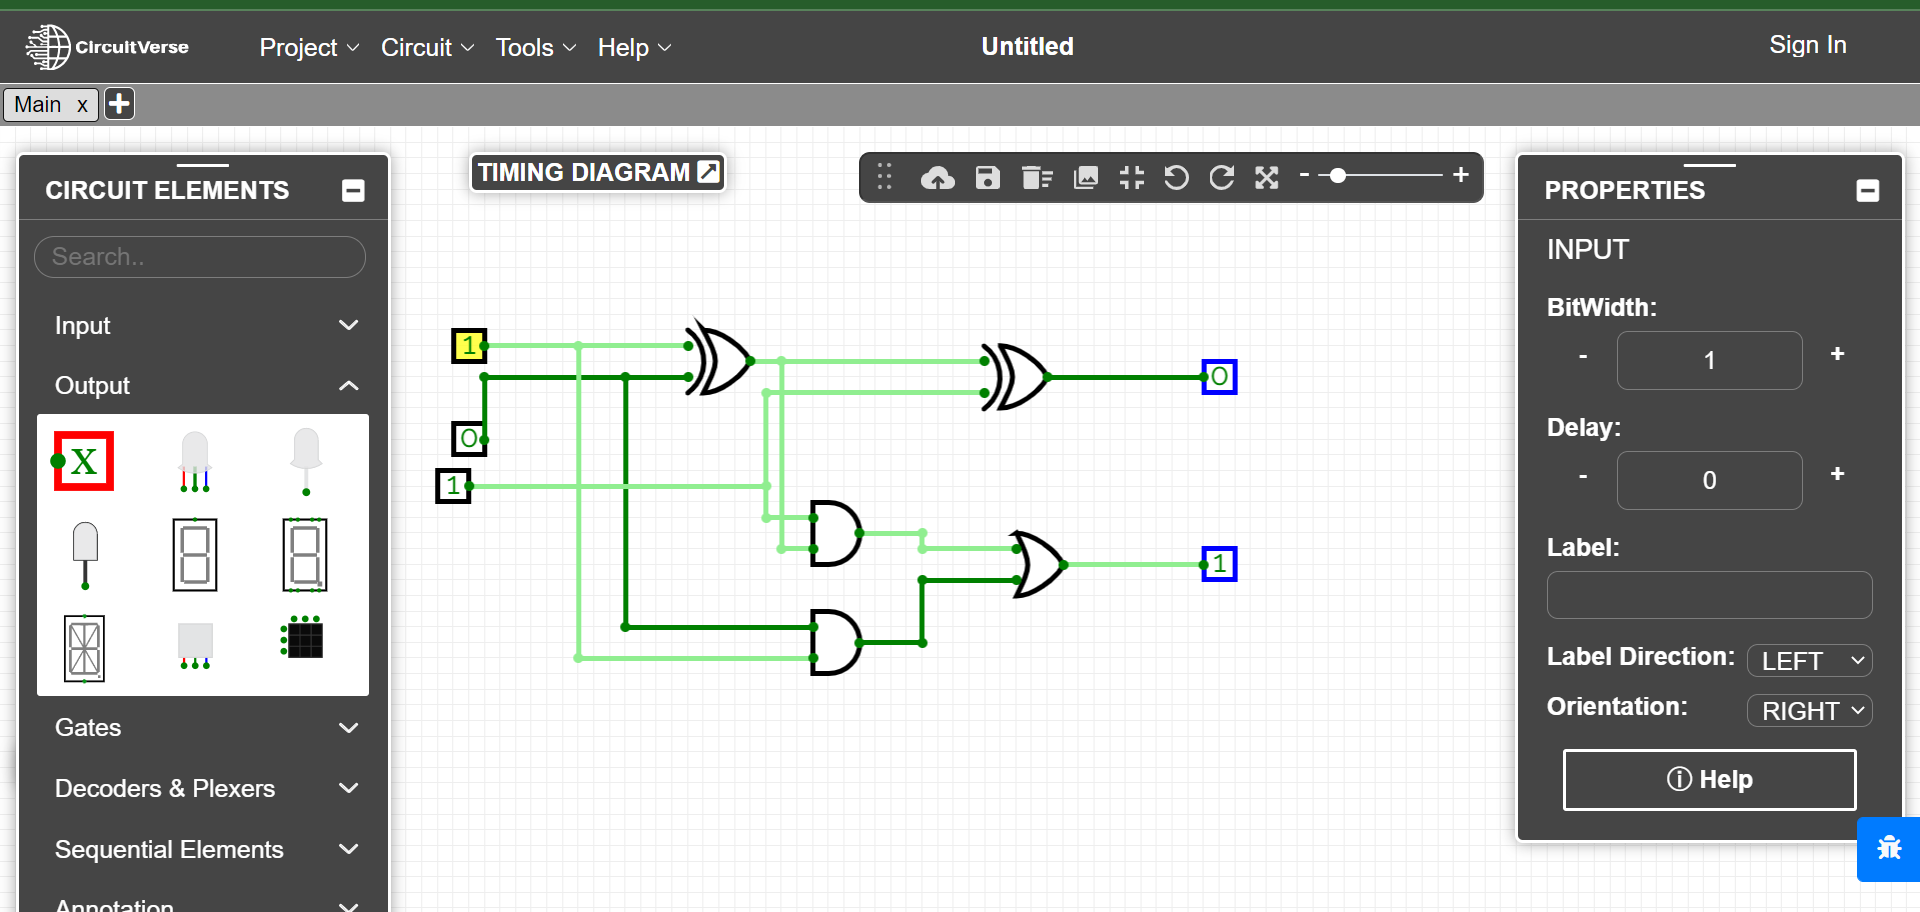 CircuitVerse
Project
Circuit
Tools
Help
Untitled
Sign In
Main x
CIRCUIT ELEMENTS
Search..
Input
Output
X
Gates
Decoders & Plexers
Sequential Elements
Annotation
TIMING DIAGRAM
- +
1
0
1
0
1
PROPERTIES
INPUT
BitWidth:
- 1 +
Delay:
- 0 +
Label:
Label Direction: LEFT
Orientation: RIGHT
Help